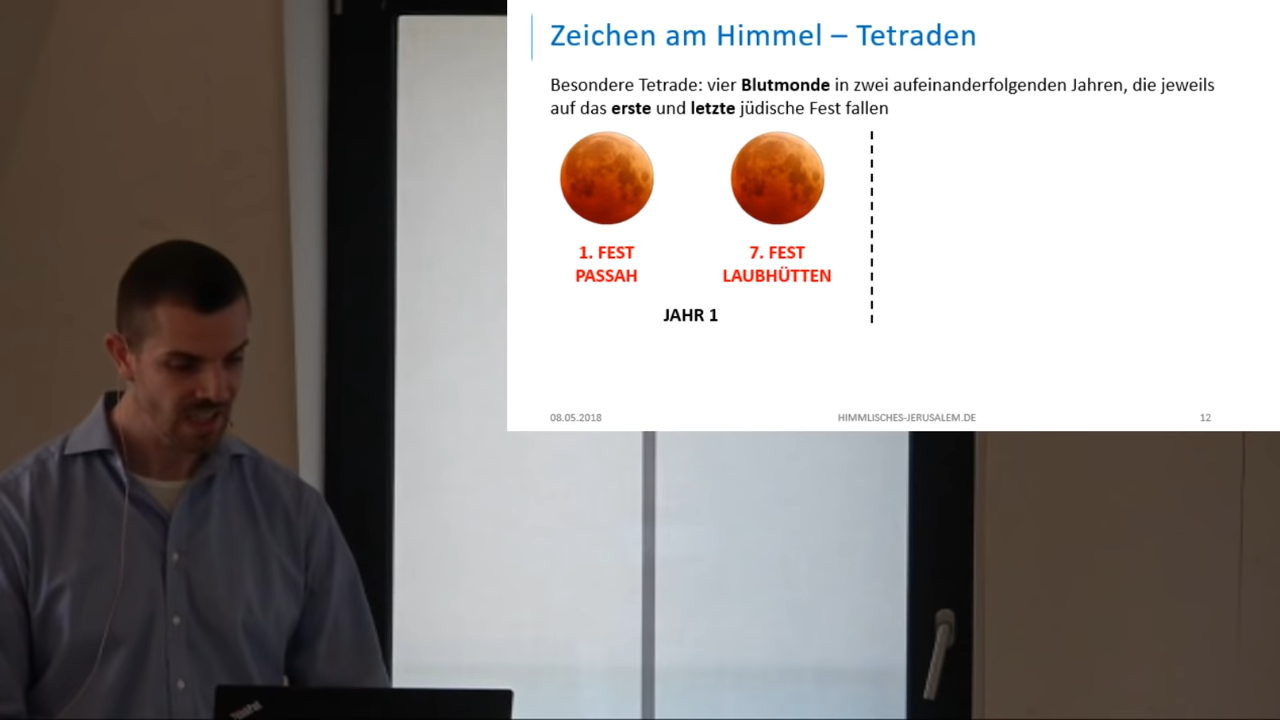 Zeichen am Himmel – Tetraden
Besondere Tetrade: vier Blutmonde in zwei aufeinanderfolgenden Jahren, die jeweils
auf das erste und letzte jüdische Fest fallen
1. FEST
PASSAH
7. FEST
LAUBHÜTTEN
JAHR 1
08.05.2018
HIMMLISCHES-JERUSALEM.DE
12
ThinkPad